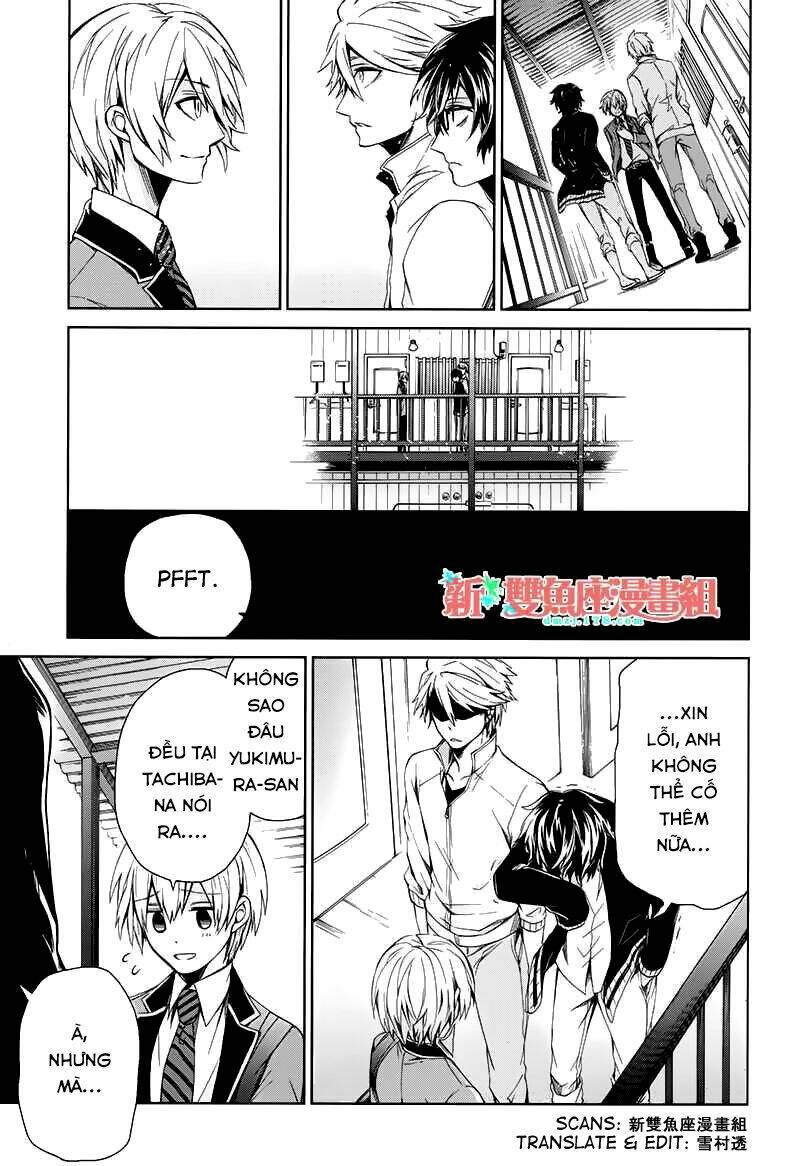 PFFT.
新雙魚座漫畫組
dmzj.178.com
...XIN
LỖI, ANH
KHÔNG
THỂ CỐ
THÊM
NỮA...
KHÔNG
SAO
ĐÂU
YUKIMU-
RA-SAN
ĐỀU TẠI
TACHIBA-
NA NÓI
RA....
À,
NHƯNG
MÀ...
SCANS: 新雙魚座漫畫組
TRANSLATE & EDIT: 雪村透